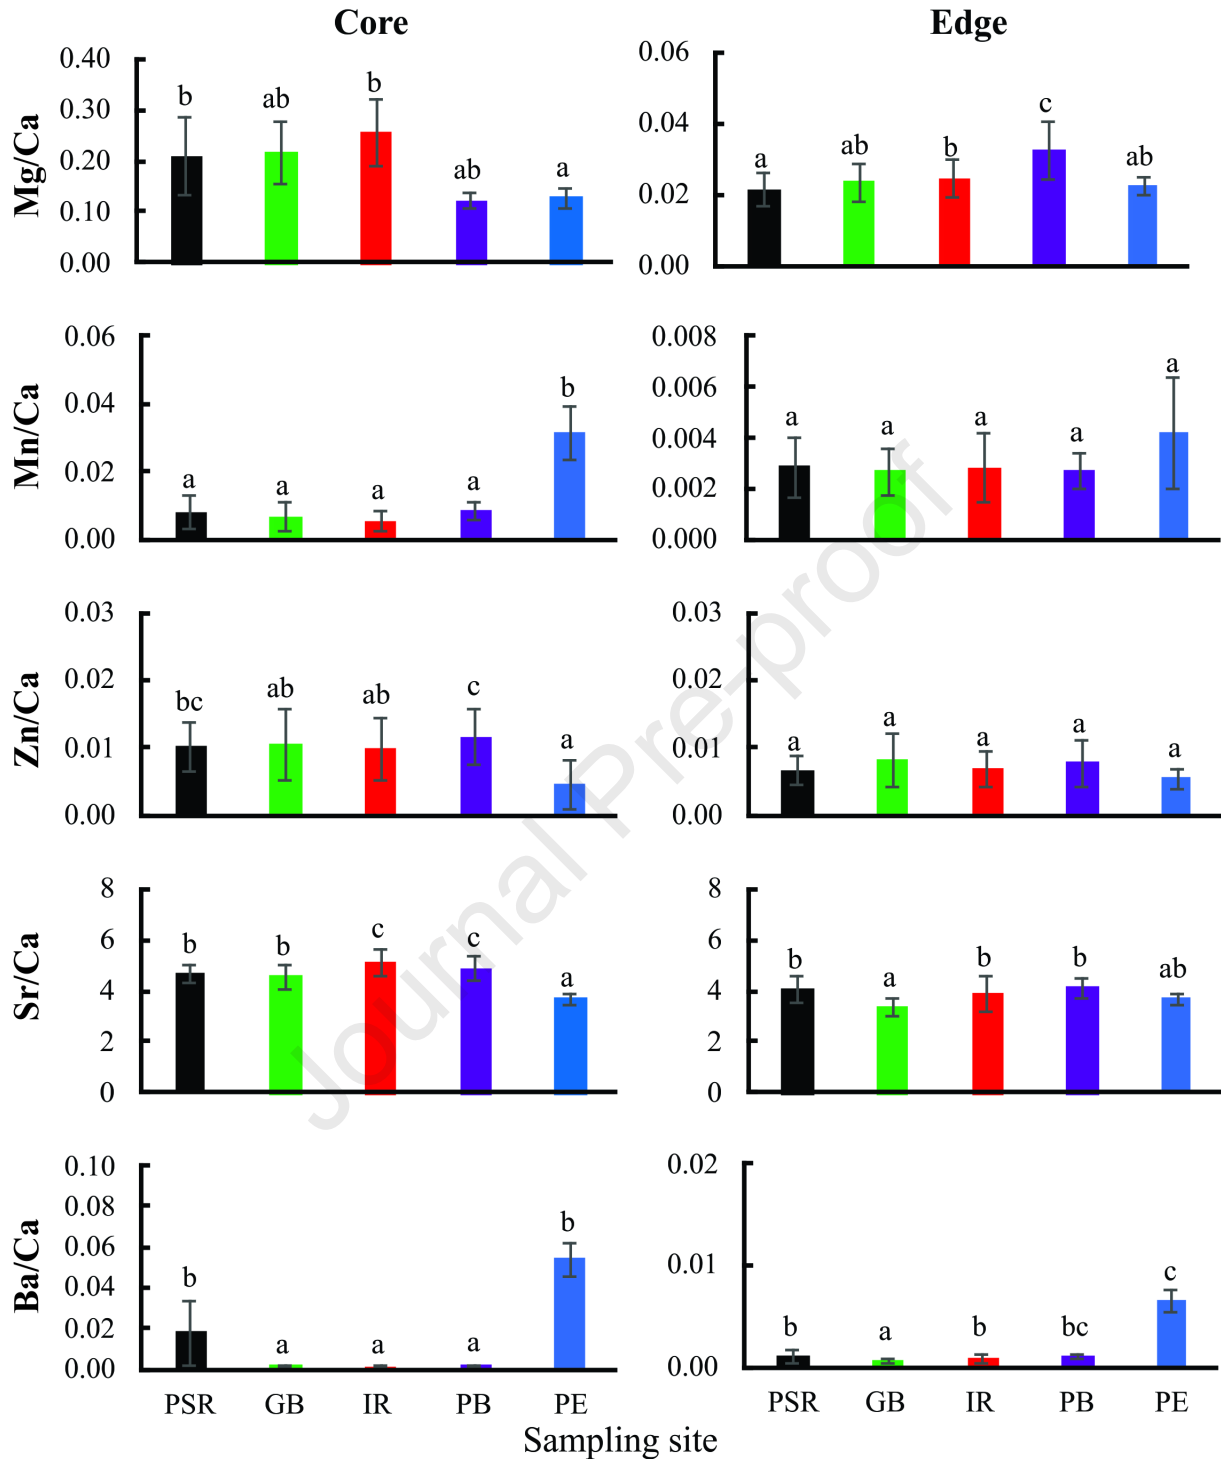 Core Edge
Mg/Ca
0.40
0.30
0.20
0.10
0.00
b ab b ab a
0.06
0.04
0.02
0.00
a ab b c ab
Mn/Ca
0.06
0.04
0.02
0.00
a a a a b
0.008
0.006
0.004
0.002
0.000
a a a a a
Zn/Ca
0.03
0.02
0.01
0.00
bc ab ab c a
0.03
0.02
0.01
0.00
a a a a a
Sr/Ca
8
6
4
2
0
b b c c a
8
6
4
2
0
b a b b ab
Ba/Ca
0.10
0.08
0.06
0.04
0.02
0.00
b a a a b
0.02
0.01
0.00
b a b bc c
PSR GB IR PB PE
PSR GB IR PB PE
Sampling site
Journal Pre-proof